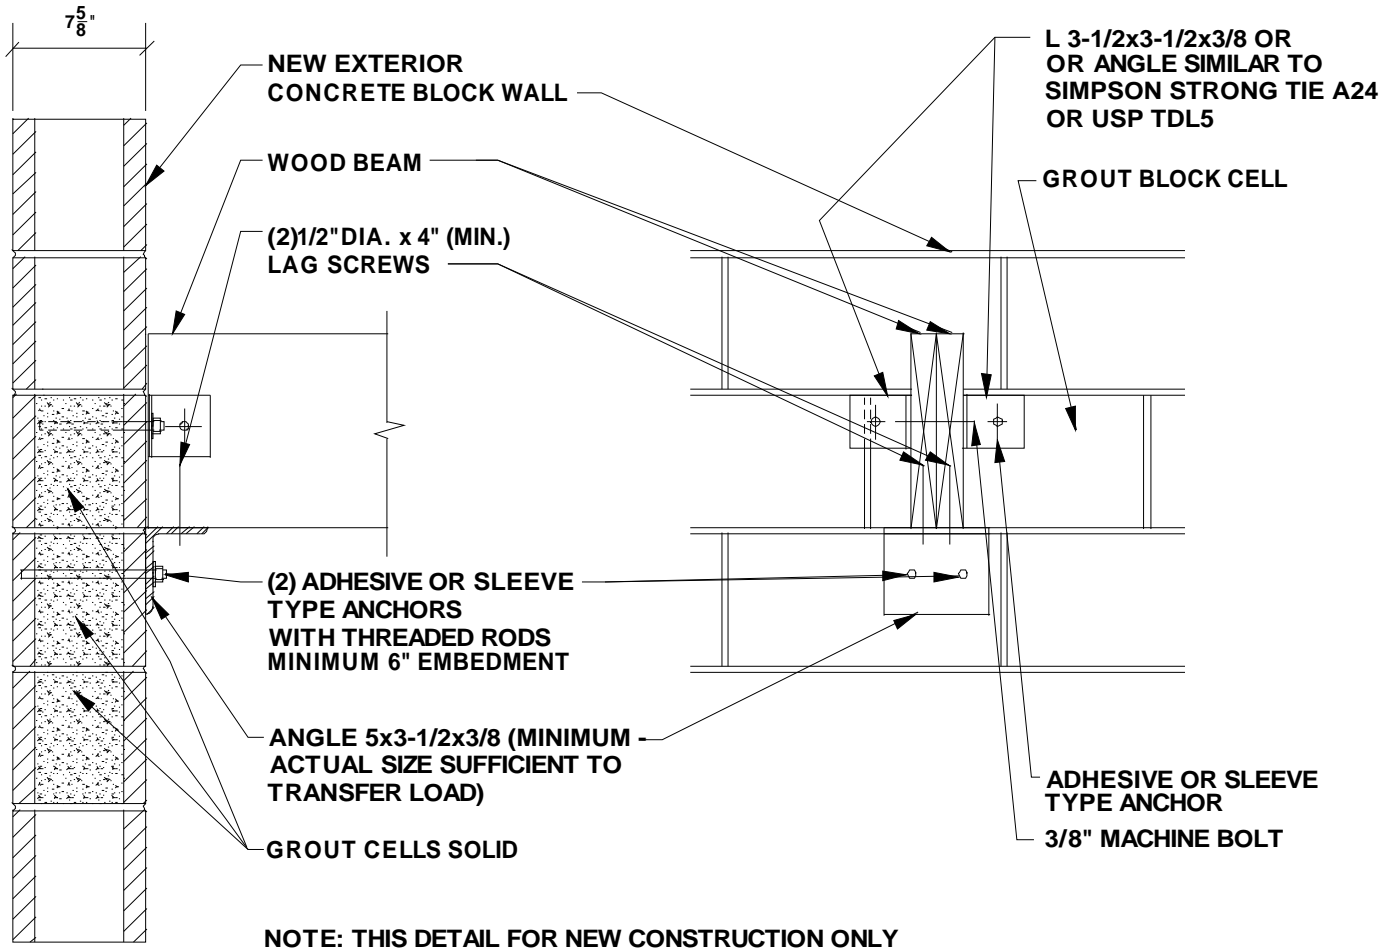 7 5/8"
NEW EXTERIOR
CONCRETE BLOCK WALL
WOOD BEAM
(2)1/2"DIA. x 4" (MIN.)
LAG SCREWS
(2) ADHESIVE OR SLEEVE
TYPE ANCHORS
WITH THREADED RODS
MINIMUM 6" EMBEDMENT
ANGLE 5x3-1/2x3/8 (MINIMUM -
ACTUAL SIZE SUFFICIENT TO
TRANSFER LOAD)
GROUT CELLS SOLID
L 3-1/2x3-1/2x3/8 OR
OR ANGLE SIMILAR TO
SIMPSON STRONG TIE A24
OR USP TDL5
GROUT BLOCK CELL
ADHESIVE OR SLEEVE
TYPE ANCHOR
3/8" MACHINE BOLT
NOTE: THIS DETAIL FOR NEW CONSTRUCTION ONLY